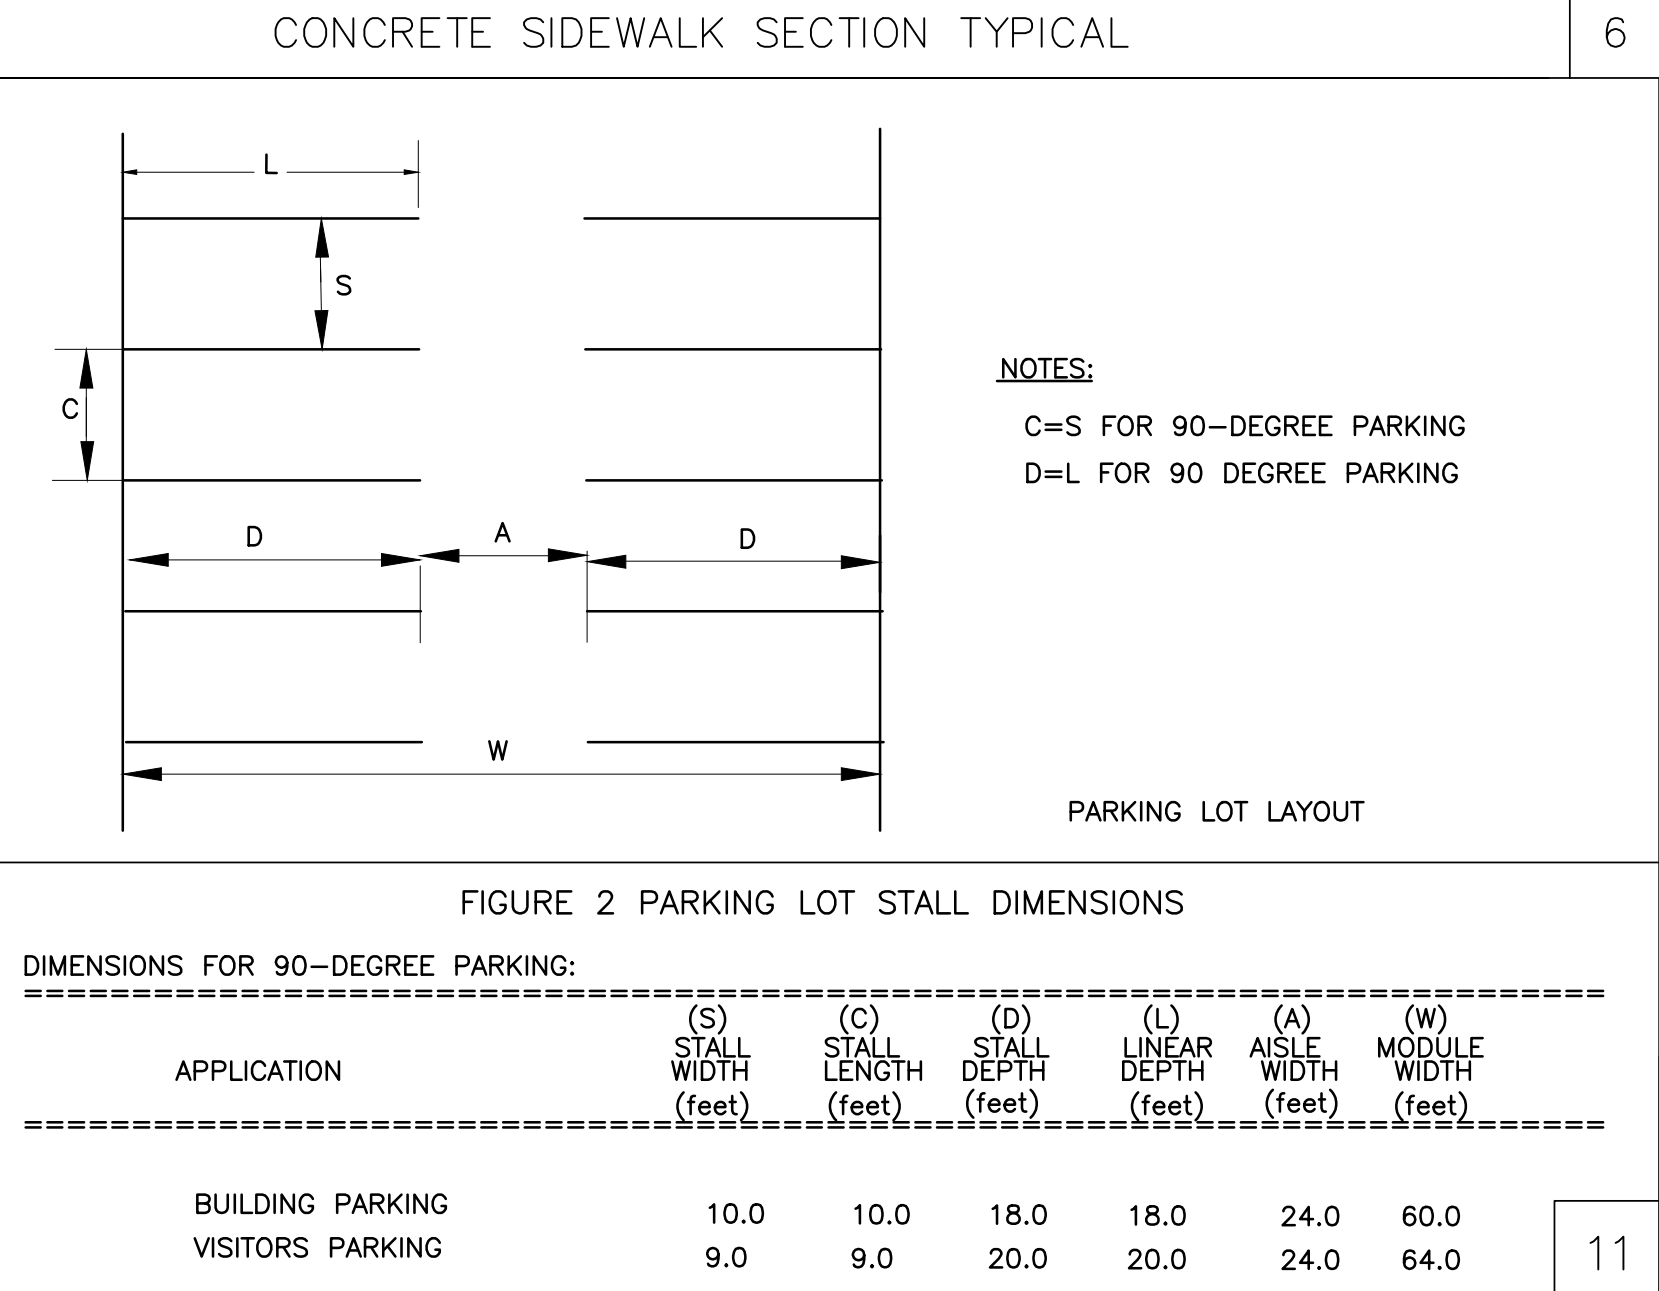 CONCRETE SIDEWALK SECTION TYPICAL
6
L
S
C
NOTES:
C=S FOR 90-DEGREE PARKING
D=L FOR 90 DEGREE PARKING
D
A
D
W
PARKING LOT LAYOUT
FIGURE 2 PARKING LOT STALL DIMENSIONS
DIMENSIONS FOR 90-DEGREE PARKING:
(S) (C) (D) (L) (A) (W)
STALL STALL STALL LINEAR AISLE MODULE
APPLICATION WIDTH LENGTH DEPTH DEPTH WIDTH WIDTH
(feet) (feet) (feet) (feet) (feet) (feet)
BUILDING PARKING 10.0 10.0 18.0 18.0 24.0 60.0
VISITORS PARKING 9.0 9.0 20.0 20.0 24.0 64.0
11